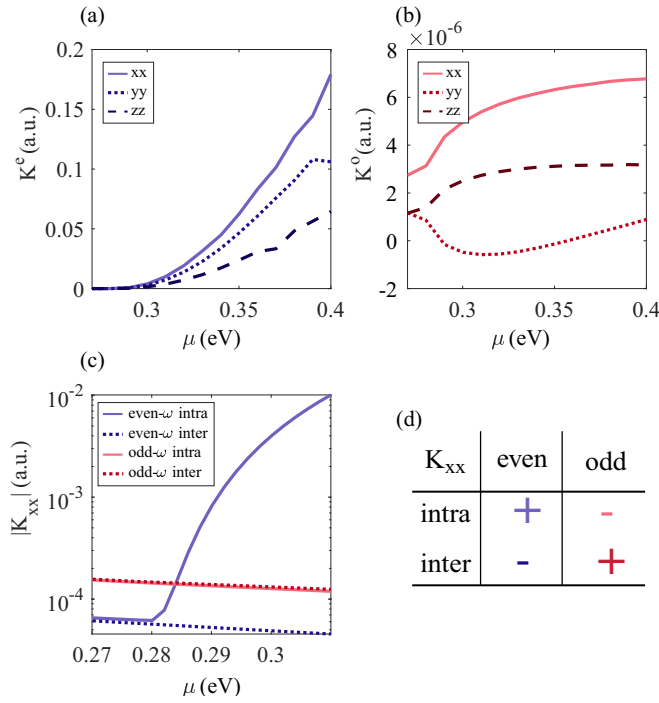 (a)
0.2
0.15
0.1
0.05
0
K^e (a.u.)
xx
yy
zz
0.3
0.35
0.4
μ (eV)
(b)
×10^-6
8
6
4
2
0
-2
K^o (a.u.)
xx
yy
zz
0.3
0.35
0.4
μ (eV)
(c)
10^-2
10^-3
10^-4
|K_xx| (a.u.)
even-ω intra
even-ω inter
odd-ω intra
odd-ω inter
0.27
0.28
0.29
0.3
μ (eV)
(d)
K_xx even odd
intra + -
inter - +